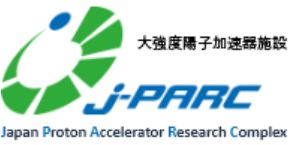 大強度陽子加速器施設
J-PARC
Japan Proton Accelerator Research Complex